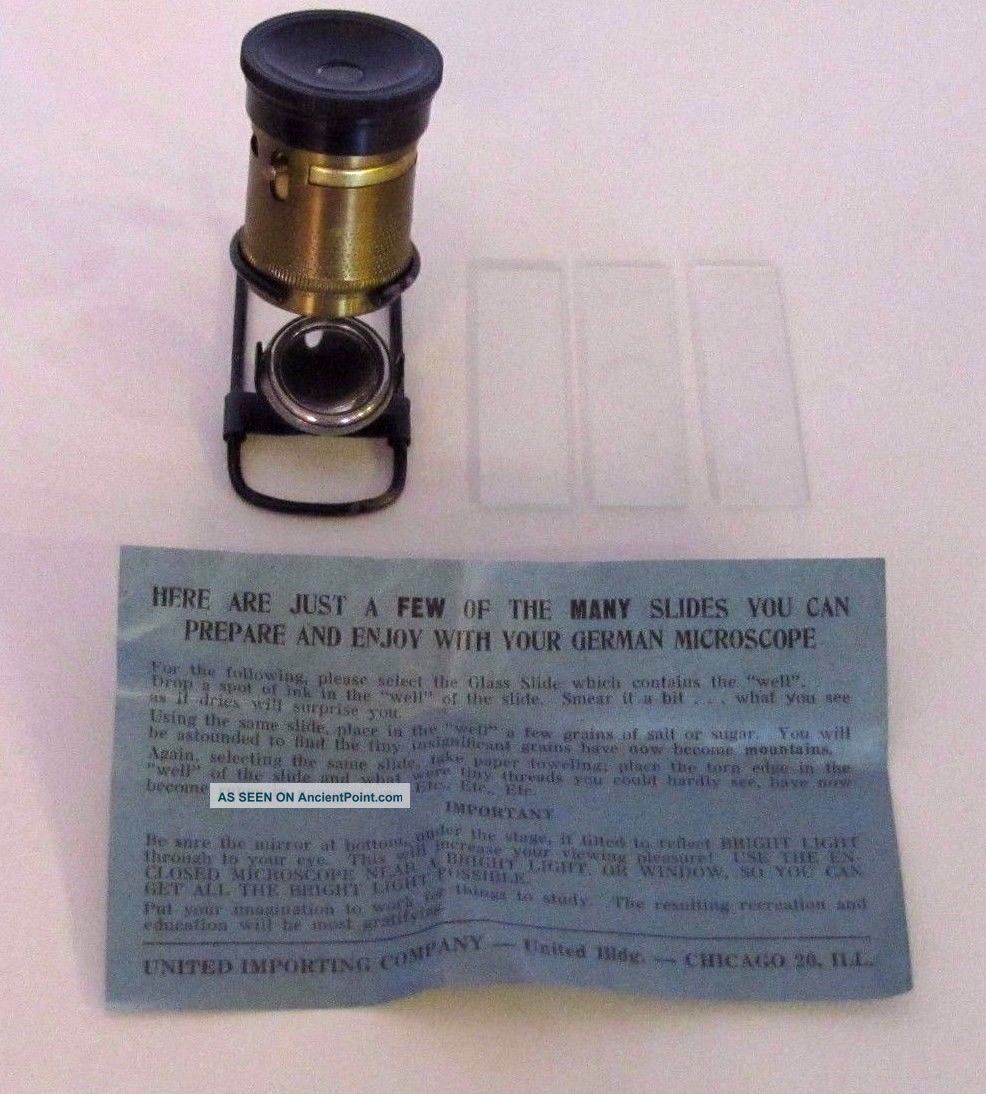 HERE ARE JUST A FEW OF THE MANY SLIDES YOU CAN
PREPARE AND ENJOY WITH YOUR GERMAN MICROSCOPE
For the following, please select the Glass Slide which contains the "well".
Drop a spot of ink in the "well" of the slide. Smear it a bit . . . what you see
as it dries will surprise you.
Using the same slide, place in the "well" a few grains of salt or sugar. You will
be astounded to find the tiny insignificant grains have now become mountains.
Again, selecting the same slide, take paper toweling; place the torn edge in the
"well" of the slide and what were tiny threads you could hardly see, have now
become Etc., Etc., Etc.
AS SEEN ON AncientPoint.com
IMPORTANT
Be sure the mirror at bottom, under the stage, if tilted to reflect BRIGHT LIGHT
through to your eye. This will increase your viewing pleasure! USE THE EN-
CLOSED MICROSCOPE NEAR A BRIGHT LIGHT, OR WINDOW, SO YOU CAN
GET ALL THE BRIGHT LIGHT POSSIBLE.
Put your imagination to work for things to study. The resulting recreation and
education will be most gratifying.
UNITED IMPORTING COMPANY — United Bldg. — CHICAGO 26, ILL.